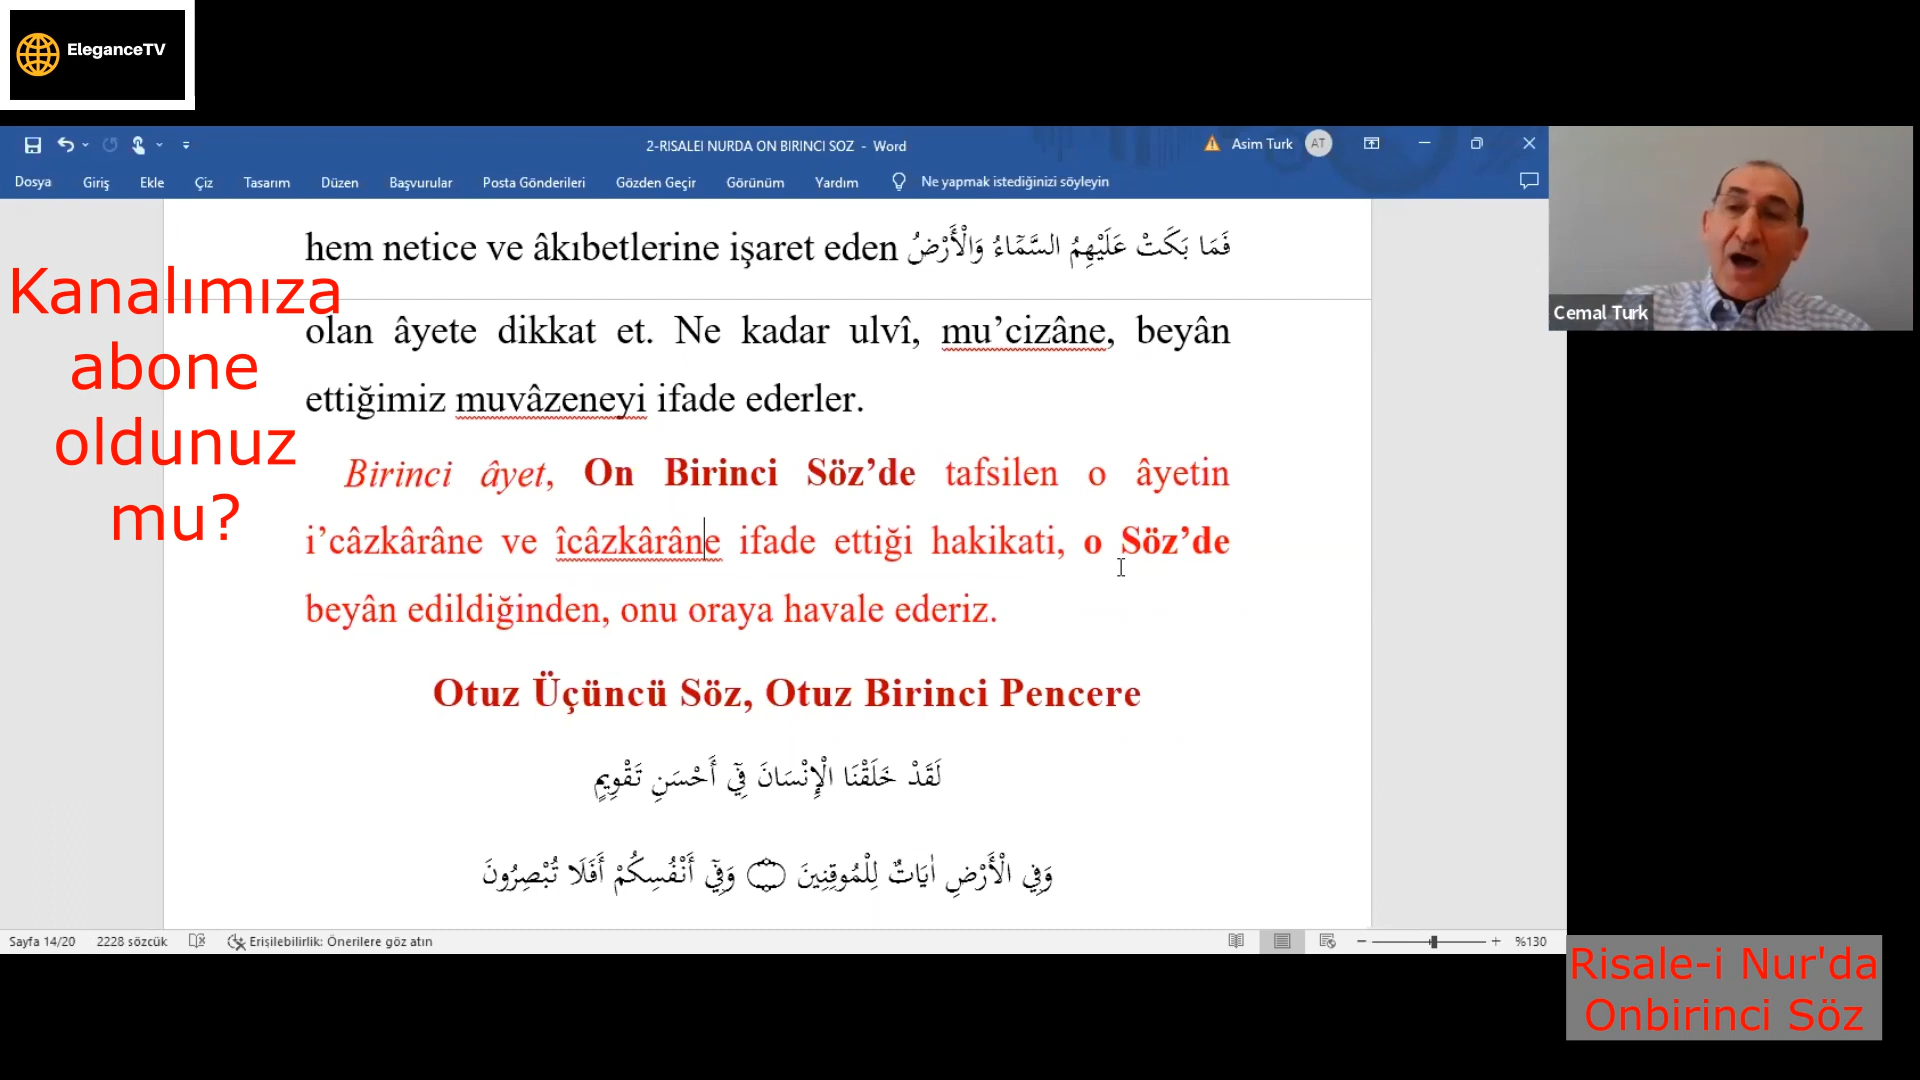 EleganceTV
2-RISALEI NURDA ON BIRINCI SOZ - Word
Asim Turk
AT
Dosya Giriş Ekle Çiz Tasarım Düzen Başvurular Posta Gönderileri Gözden Geçir Görünüm Yardım Ne yapmak istediğinizi söyleyin
hem netice ve âkıbetlerine işaret eden فَمَا بَكَتْ عَلَيْهِمُ السَّمَٓاءُ وَالْأَرْضُ
olan âyete dikkat et. Ne kadar ulvî, mu’cizâne, beyân
ettiğimiz muvâzeneyi ifade ederler.
Birinci âyet, On Birinci Söz’de tafsilen o âyetin
i’câzkârâne ve îcâzkârâne ifade ettiği hakikati, o Söz’de
beyân edildiğinden, onu oraya havale ederiz.
Otuz Üçüncü Söz, Otuz Birinci Pencere
لَقَدْ خَلَقْنَا الْإِنْسَانَ فِٓي أَحْسَنِ تَقْوِيمٍ
وَفِي الْأَرْضِ اٰيَاتٌ لِلْمُوقِنِينَ ۝ وَفِٓي أَنْفُسِكُمْ أَفَلَا تُبْصِرُونَ
Kanalımıza
abone
oldunuz
mu?
Cemal Turk
Sayfa 14/20 2228 sözcük Erişilebilirlik: Önerilere göz atın %130
Risale-i Nur'da
Onbirinci Söz